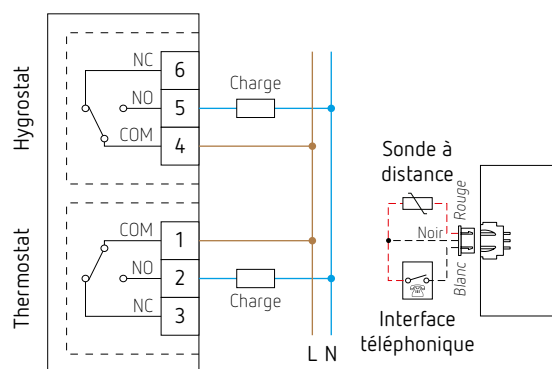 Hygrostat
NC
6
NO
5
COM
4
Charge
Thermostat
COM
1
NO
2
NC
3
Charge
L N
Sonde à
distance
Rouge
Noir
Blanc
Interface
téléphonique